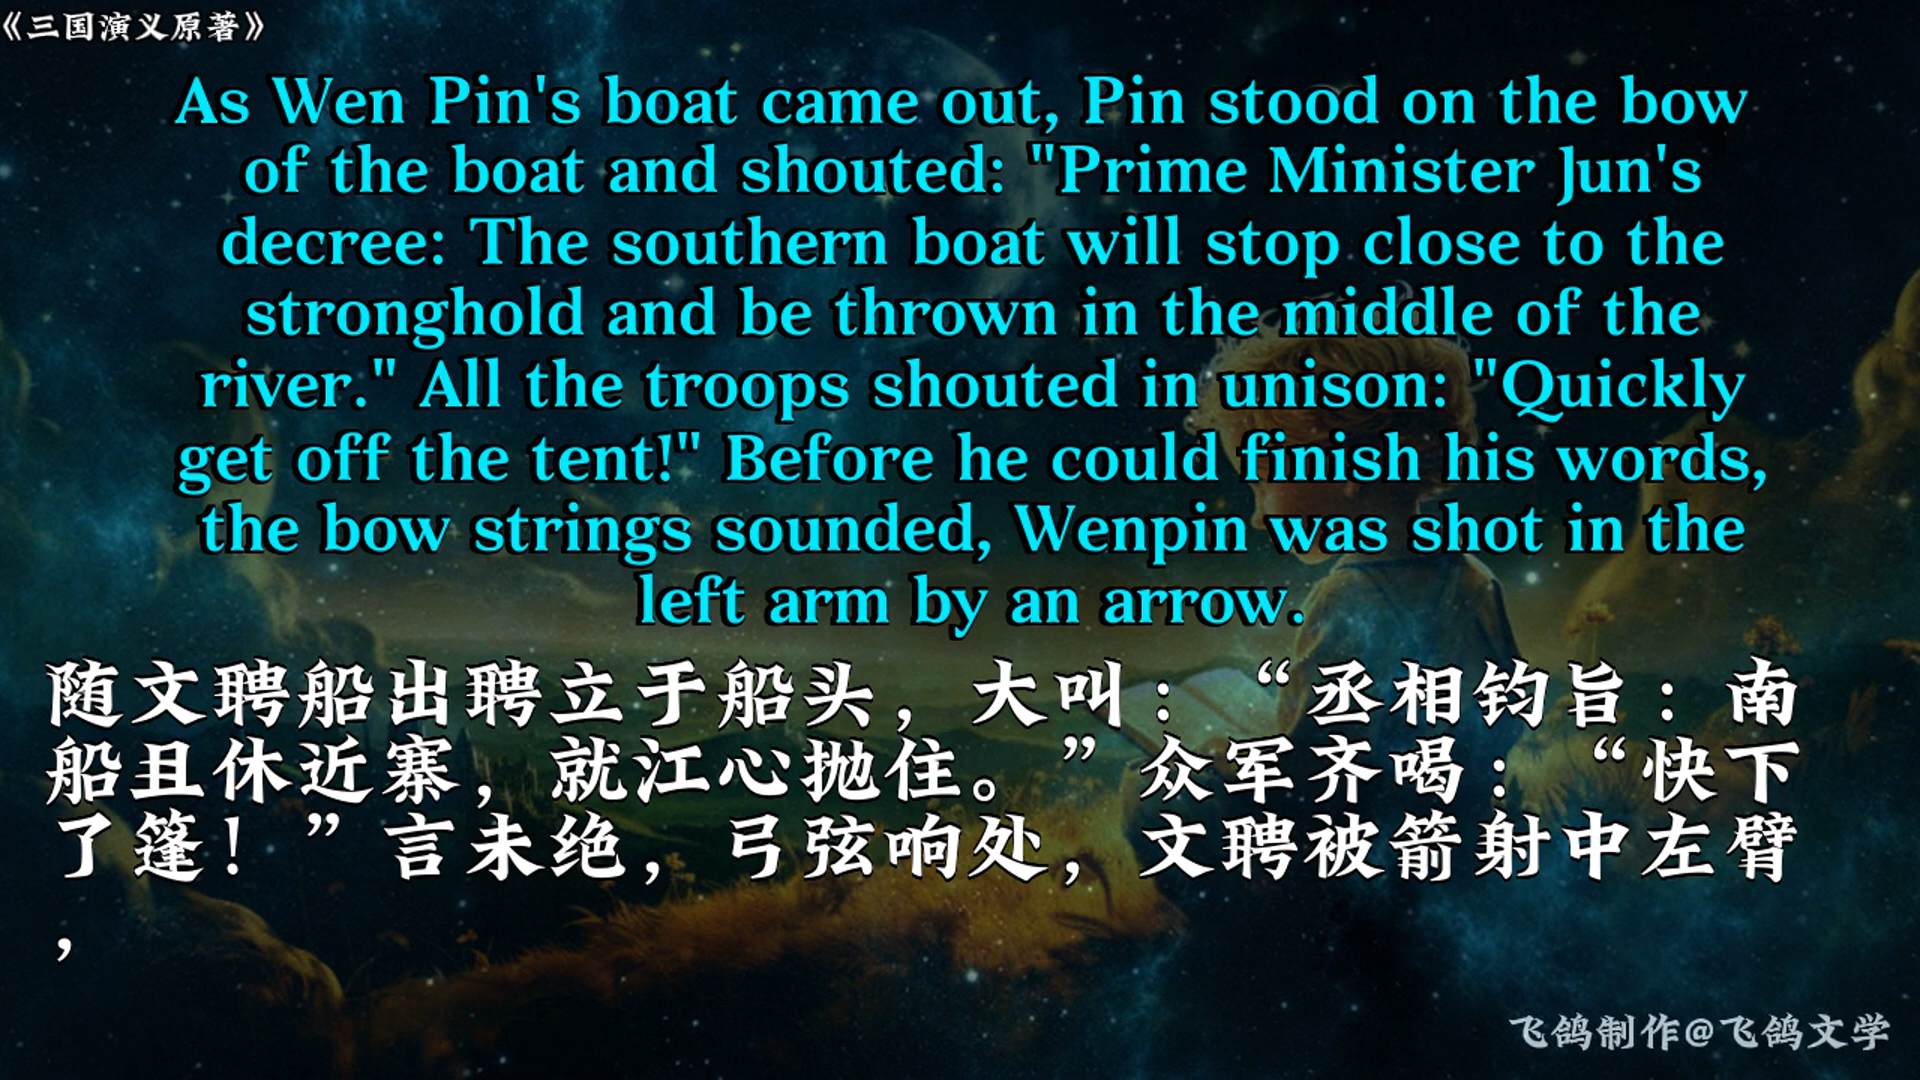 《三国演义原著》
As Wen Pin's boat came out, Pin stood on the bow
of the boat and shouted: "Prime Minister Jun's
decree: The southern boat will stop close to the
stronghold and be thrown in the middle of the
river." All the troops shouted in unison: "Quickly
get off the tent!" Before he could finish his words,
the bow strings sounded, Wenpin was shot in the
left arm by an arrow.
随文聘船出聘立于船头，大叫：“丞相钧旨：南
船且休近寨，就江心抛住。”众军齐喝：“快下
了篷！”言未绝，弓弦响处，文聘被箭射中左臂
，
飞鸽制作@飞鸽文学